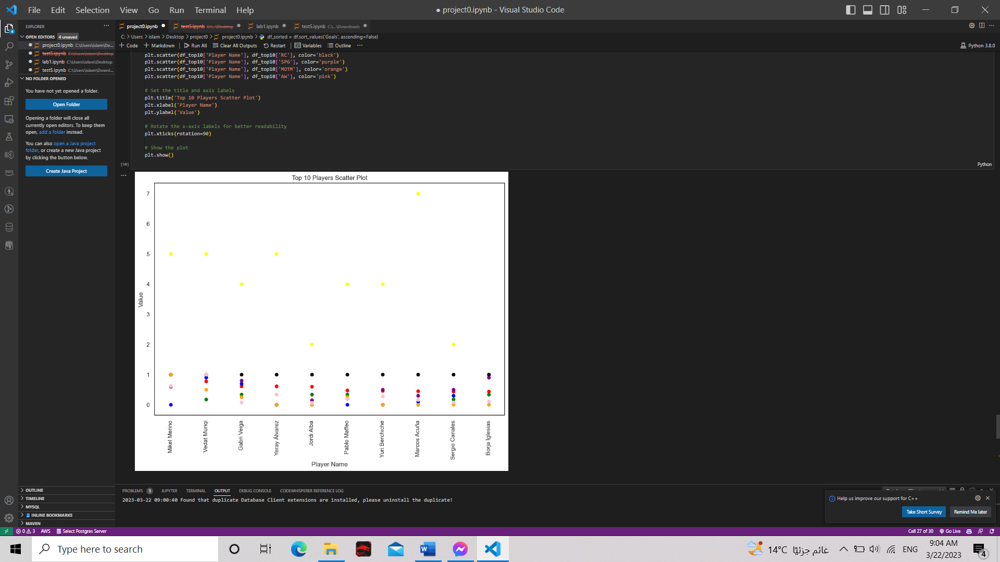 File Edit Selection View Go Run Terminal Help
● project0.ipynb - Visual Studio Code
EXPLORER
project0.ipynb
test5.ipynb C:\...\Desktop
lab1.ipynb
test5.ipynb C:\...\Downloads
OPEN EDITORS 4 unsaved
C: > Users > islam > Desktop > project0 > project0.ipynb > df_sorted = df.sort_values('Goals', ascending=False)
project0.ipynb C:\Users\islam\De...
+ Code + Markdown Run All Clear All Outputs Restart Variables Outline ...
Python 3.8.0
test5.ipynb C:\Users\islam\Desktop
lab1.ipynb C:\Users\islam\Desktop
test5.ipynb C:\Users\islam\Downl...
NO FOLDER OPENED
You have not yet opened a folder.
Open Folder
Opening a folder will close all
currently open editors. To keep them
open, add a folder instead.
You can also open a Java project
folder, or create a new Java project
by clicking the button below.
Create Java Project
plt.scatter(df_top10['Player Name'], df_top10['RC'], color='black')
plt.scatter(df_top10['Player Name'], df_top10['SPG'], color='purple')
plt.scatter(df_top10['Player Name'], df_top10['MOTM'], color='orange')
plt.scatter(df_top10['Player Name'], df_top10['AW'], color='pink')
# Set the title and axis labels
plt.title('Top 10 Players Scatter Plot')
plt.xlabel('Player Name')
plt.ylabel('Value')
# Rotate the x-axis labels for better readability
plt.xticks(rotation=90)
# Show the plot
plt.show()
[50]
Python
Top 10 Players Scatter Plot
7
6
5
4
3
2
1
0
Value
Mikel Merino
Vedat Muriqi
Gabri Veiga
Yeray Álvarez
Jordi Alba
Pablo Maffeo
Yuri Berchiche
Marcos Acuña
Sergio Canales
Borja Iglesias
Player Name
OUTLINE
TIMELINE
MYSQL
INLINE BOOKMARKS
MAVEN
PROBLEMS 3 JUPYTER TERMINAL OUTPUT DEBUG CONSOLE CODEWHISPERER REFERENCE LOG
2023-03-22 09:00:40 Found that duplicate Database Client extensions are installed, please uninstall the duplicate!
Help us improve our support for C++
Take Short Survey
Remind Me later
0 3 AWS Select Postgres Server
Cell 27 of 30 Go Live
Type here to search
14°C غائم جزئيًا
ENG
9:04 AM
3/22/2023
4